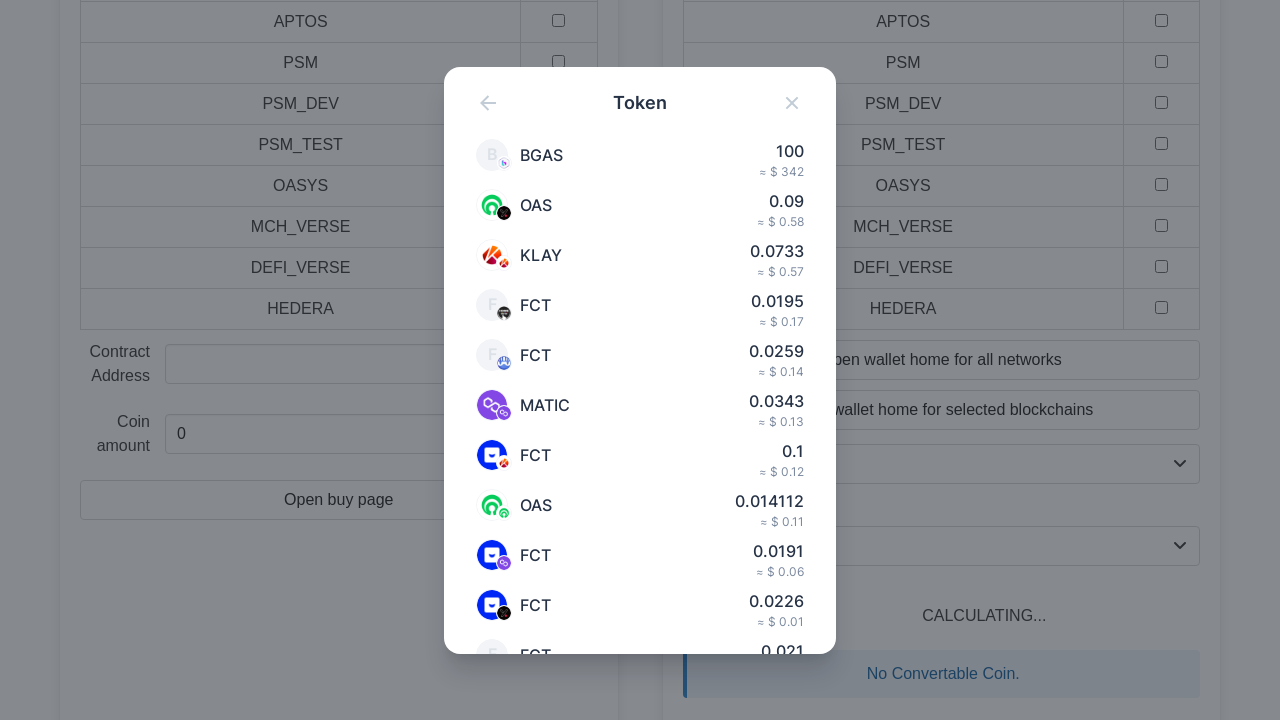 APTOS
PSM
PSM_DEV
PSM_TEST
OASYS
MCH_VERSE
DEFI_VERSE
HEDERA
Contract
Address
Coin
amount
0
Open buy page
Token
B
BGAS
100
≈ $ 342
OAS
0.09
≈ $ 0.58
KLAY
0.0733
≈ $ 0.57
F
FCT
0.0195
≈ $ 0.17
F
FCT
0.0259
≈ $ 0.14
MATIC
0.0343
≈ $ 0.13
FCT
0.1
≈ $ 0.12
OAS
0.014112
≈ $ 0.11
FCT
0.0191
≈ $ 0.06
FCT
0.0226
≈ $ 0.01
FCT
0.021
APTOS
PSM
PSM_DEV
PSM_TEST
OASYS
MCH_VERSE
DEFI_VERSE
HEDERA
wallet home for all networks
wallet home for selected blockchains
CALCULATING...
No Convertable Coin.